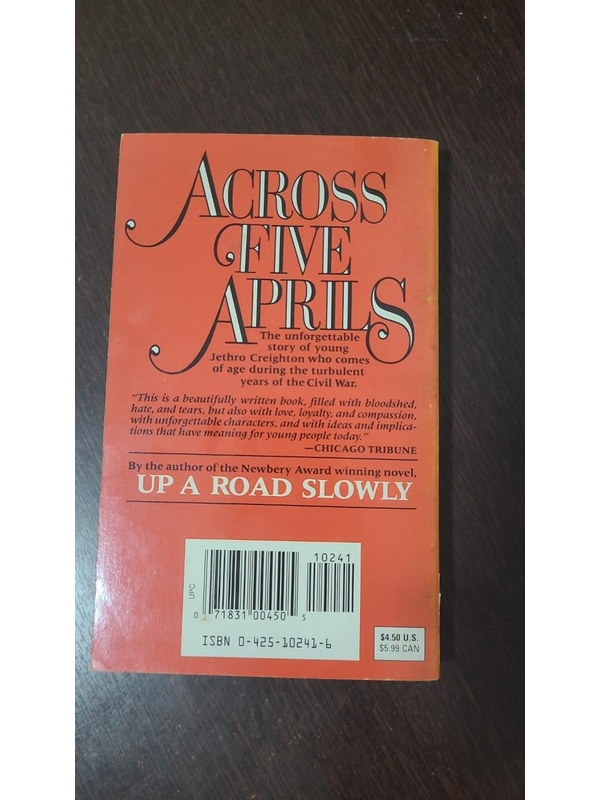 ACROSS
FIVE
APRILS
The unforgettable
story of young
Jethro Creighton who comes
of age during the turbulent
years of the Civil War.
"This is a beautifully written book, filled with bloodshed,
hate, and tears, but also with love, loyalty, and compassion,
with unforgettable characters, and with ideas and implica-
tions that have meaning for young people today."
—CHICAGO TRIBUNE
By the author of the Newbery Award winning novel,
UP A ROAD SLOWLY
10241
UPC
0 71831 00450 5
ISBN 0-425-10241-6
$4.50 U.S.
$5.99 CAN